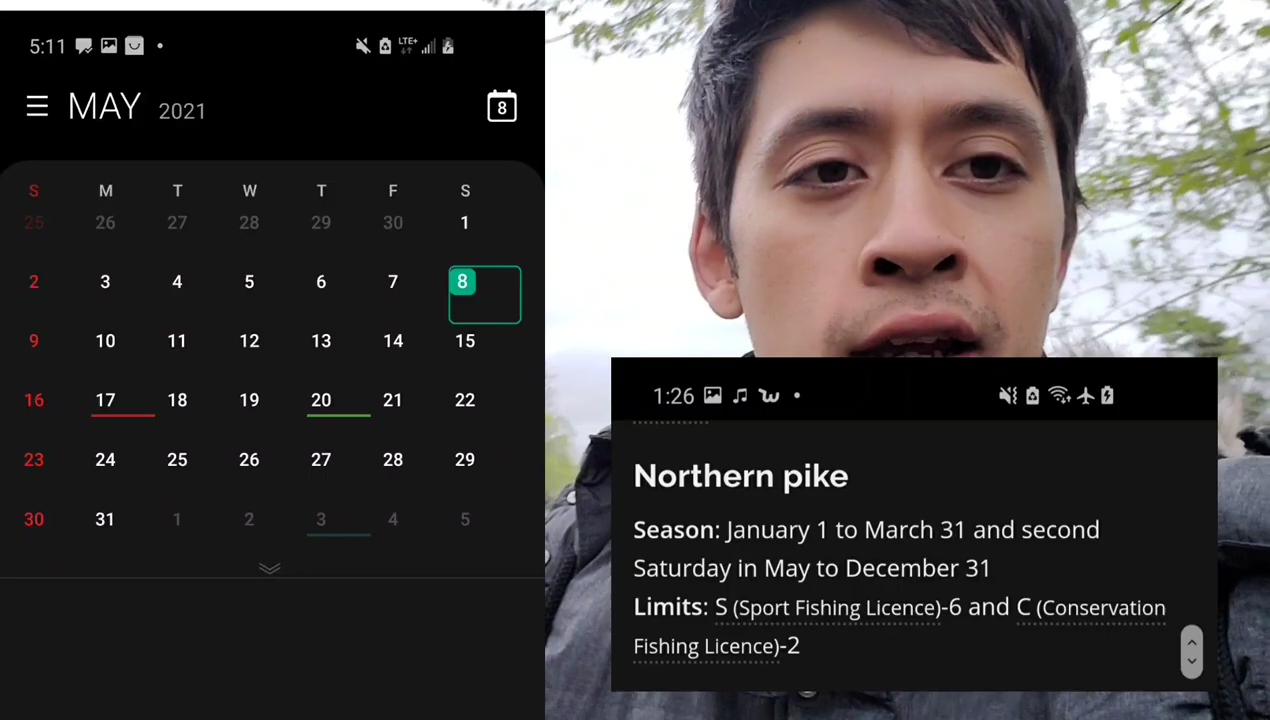 5:11
LTE+
MAY 2021
8
S M T W T F S
25 26 27 28 29 30 1
2 3 4 5 6 7 8
9 10 11 12 13 14 15
16 17 18 19 20 21 22
23 24 25 26 27 28 29
30 31 1 2 3 4 5
1:26
Northern pike
Season: January 1 to March 31 and second
Saturday in May to December 31
Limits: S (Sport Fishing Licence)-6 and C (Conservation
Fishing Licence)-2